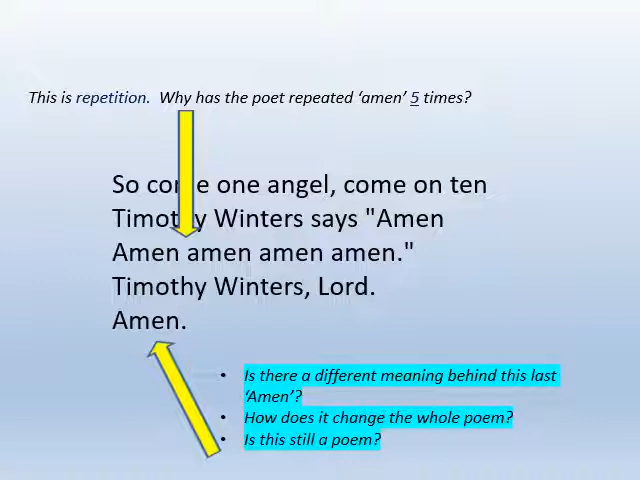 This is repetition. Why has the poet repeated ‘amen’ 5 times?
So come one angel, come on ten
Timothy Winters says "Amen
Amen amen amen amen."
Timothy Winters, Lord.
Amen.
• Is there a different meaning behind this last
‘Amen’?
• How does it change the whole poem?
• Is this still a poem?